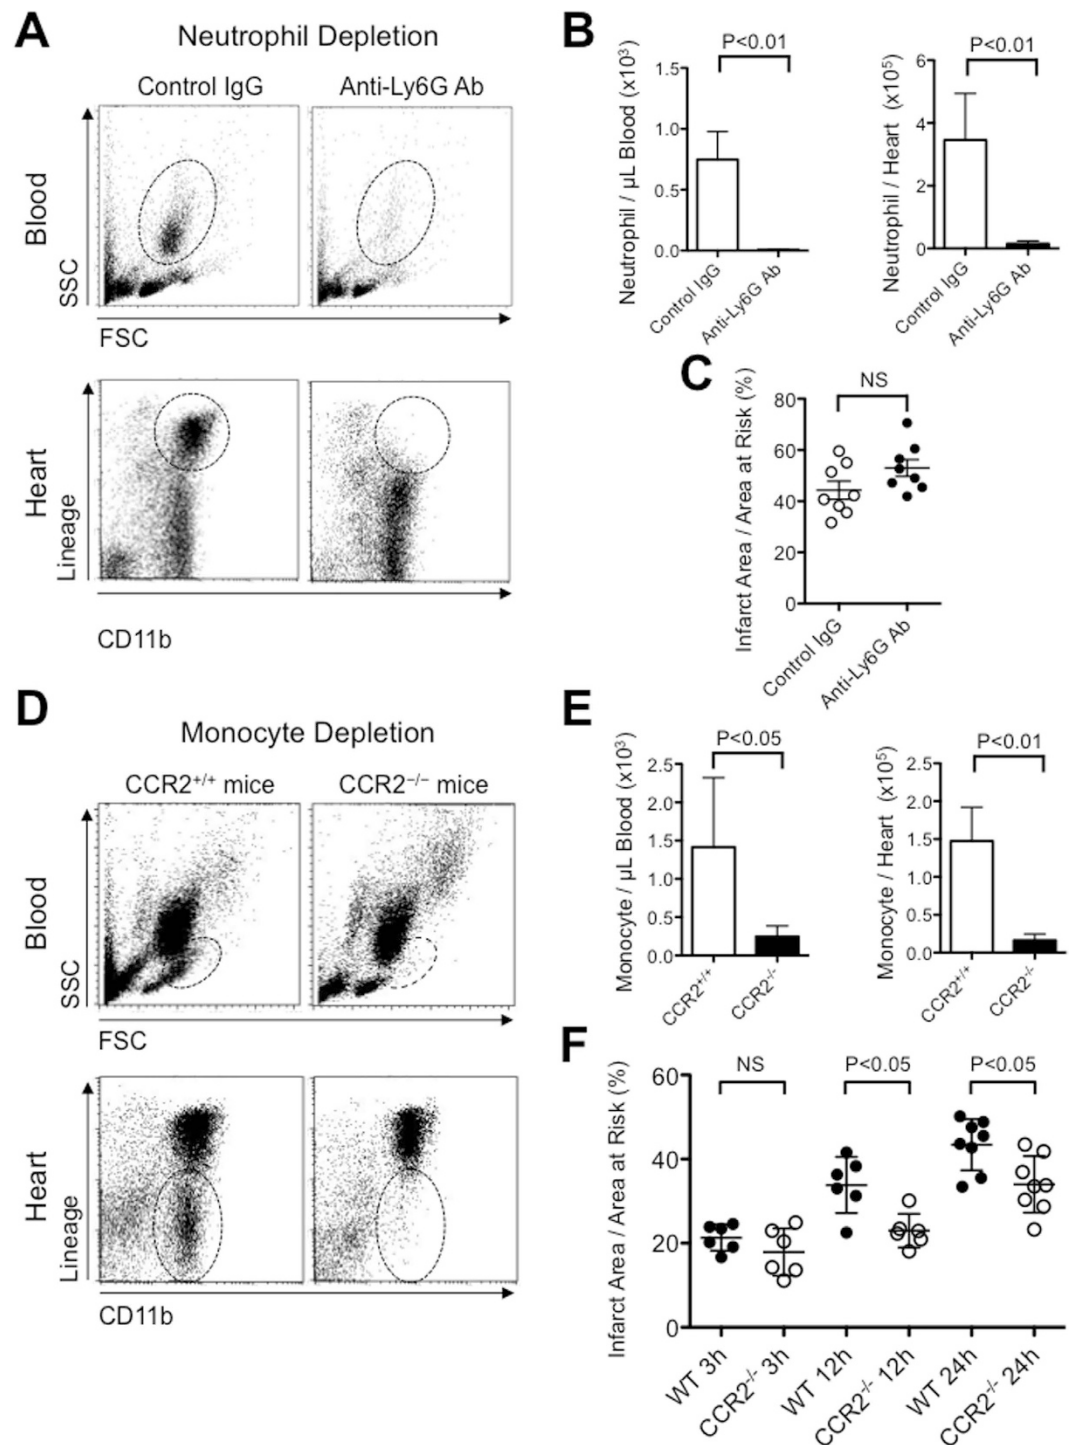 A
Neutrophil Depletion
Control IgG
Anti-Ly6G Ab
Blood
SSC
FSC
Heart
Lineage
CD11b
B
P<0.01
Neutrophil / μL Blood (x10³)
1.5
1.0
0.5
0.0
Control IgG
Anti-Ly6G Ab
P<0.01
Neutrophil / Heart (x10⁵)
6
4
2
0
Control IgG
Anti-Ly6G Ab
C
NS
Infarct Area / Area at Risk (%)
80
60
40
20
0
Control IgG
Anti-Ly6G Ab
D
Monocyte Depletion
CCR2⁺/⁺ mice
CCR2⁻/⁻ mice
Blood
SSC
FSC
Heart
Lineage
CD11b
E
P<0.05
Monocyte / μL Blood (x10³)
2.5
2.0
1.5
1.0
0.5
0.0
CCR2⁺/⁺
CCR2⁻/⁻
P<0.01
Monocyte / Heart (x10⁵)
2.5
2.0
1.5
1.0
0.5
0.0
CCR2⁺/⁺
CCR2⁻/⁻
F
NS
P<0.05
P<0.05
Infarct Area / Area at Risk (%)
60
40
20
0
WT 3h
CCR2⁻/⁻ 3h
WT 12h
CCR2⁻/⁻ 12h
WT 24h
CCR2⁻/⁻ 24h